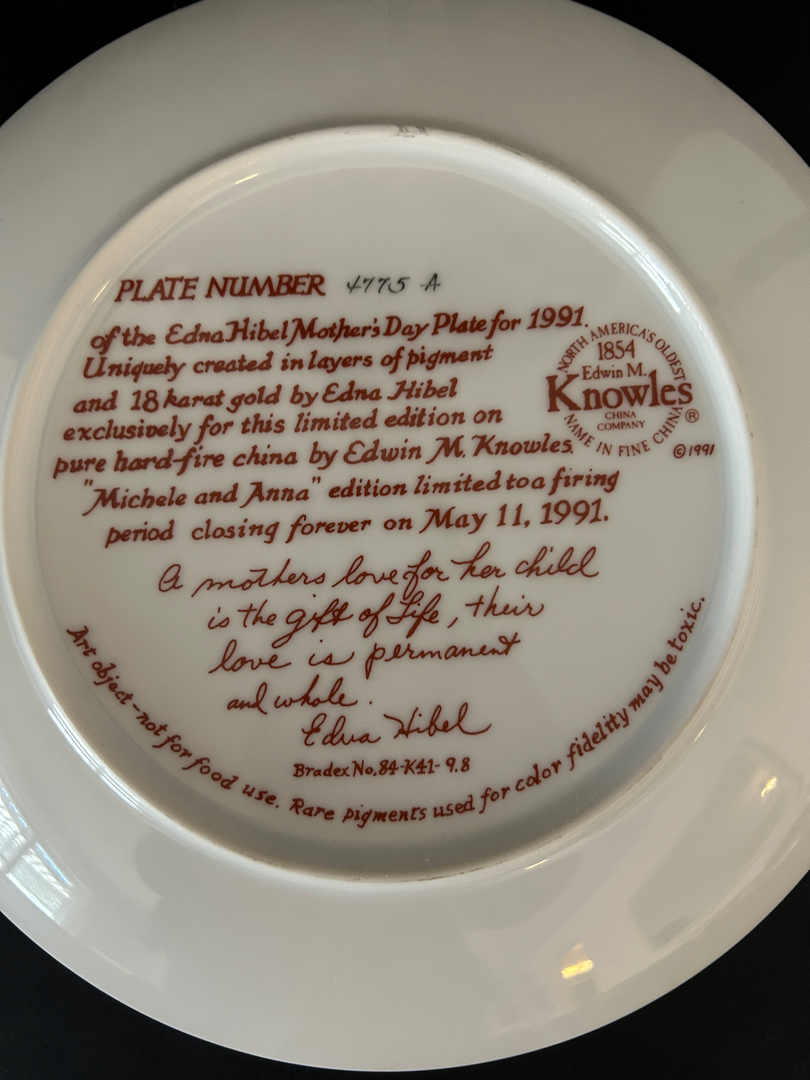 PLATE NUMBER 4775 A
of the Edna Hibel Mother's Day Plate for 1991.
Uniquely created in layers of pigment
and 18 karat gold by Edna Hibel
exclusively for this limited edition on
pure hard-fire china by Edwin M. Knowles.
"Michele and Anna" edition limited to a firing
period closing forever on May 11, 1991.
NORTH AMERICA'S OLDEST
1854
Edwin M.
Knowles
CHINA
COMPANY
®
NAME IN FINE CHINA
© 1991
A mothers love for her child
is the gift of Life, their
love is permanent
and whole.
Edna Hibel
Bradex No. 84-K41-9.8
Art object - not for food use. Rare pigments used for color fidelity may be toxic.